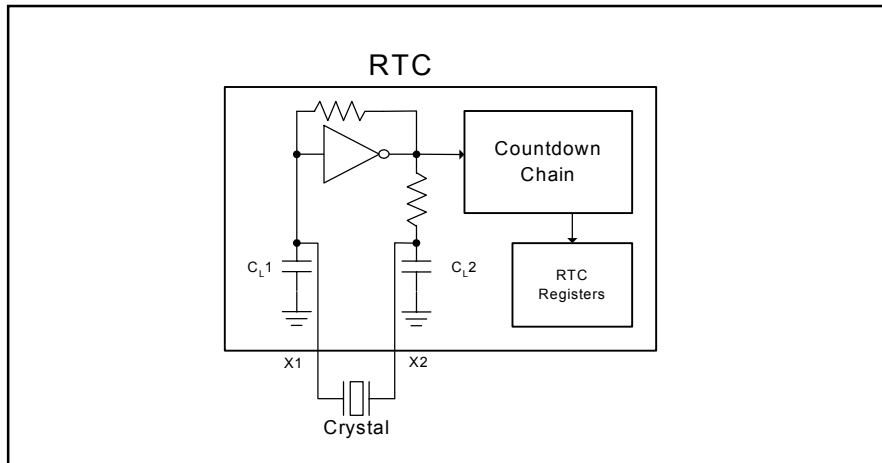 RTC
Countdown
Chain
CL1
CL2
RTC
Registers
X1
X2
Crystal